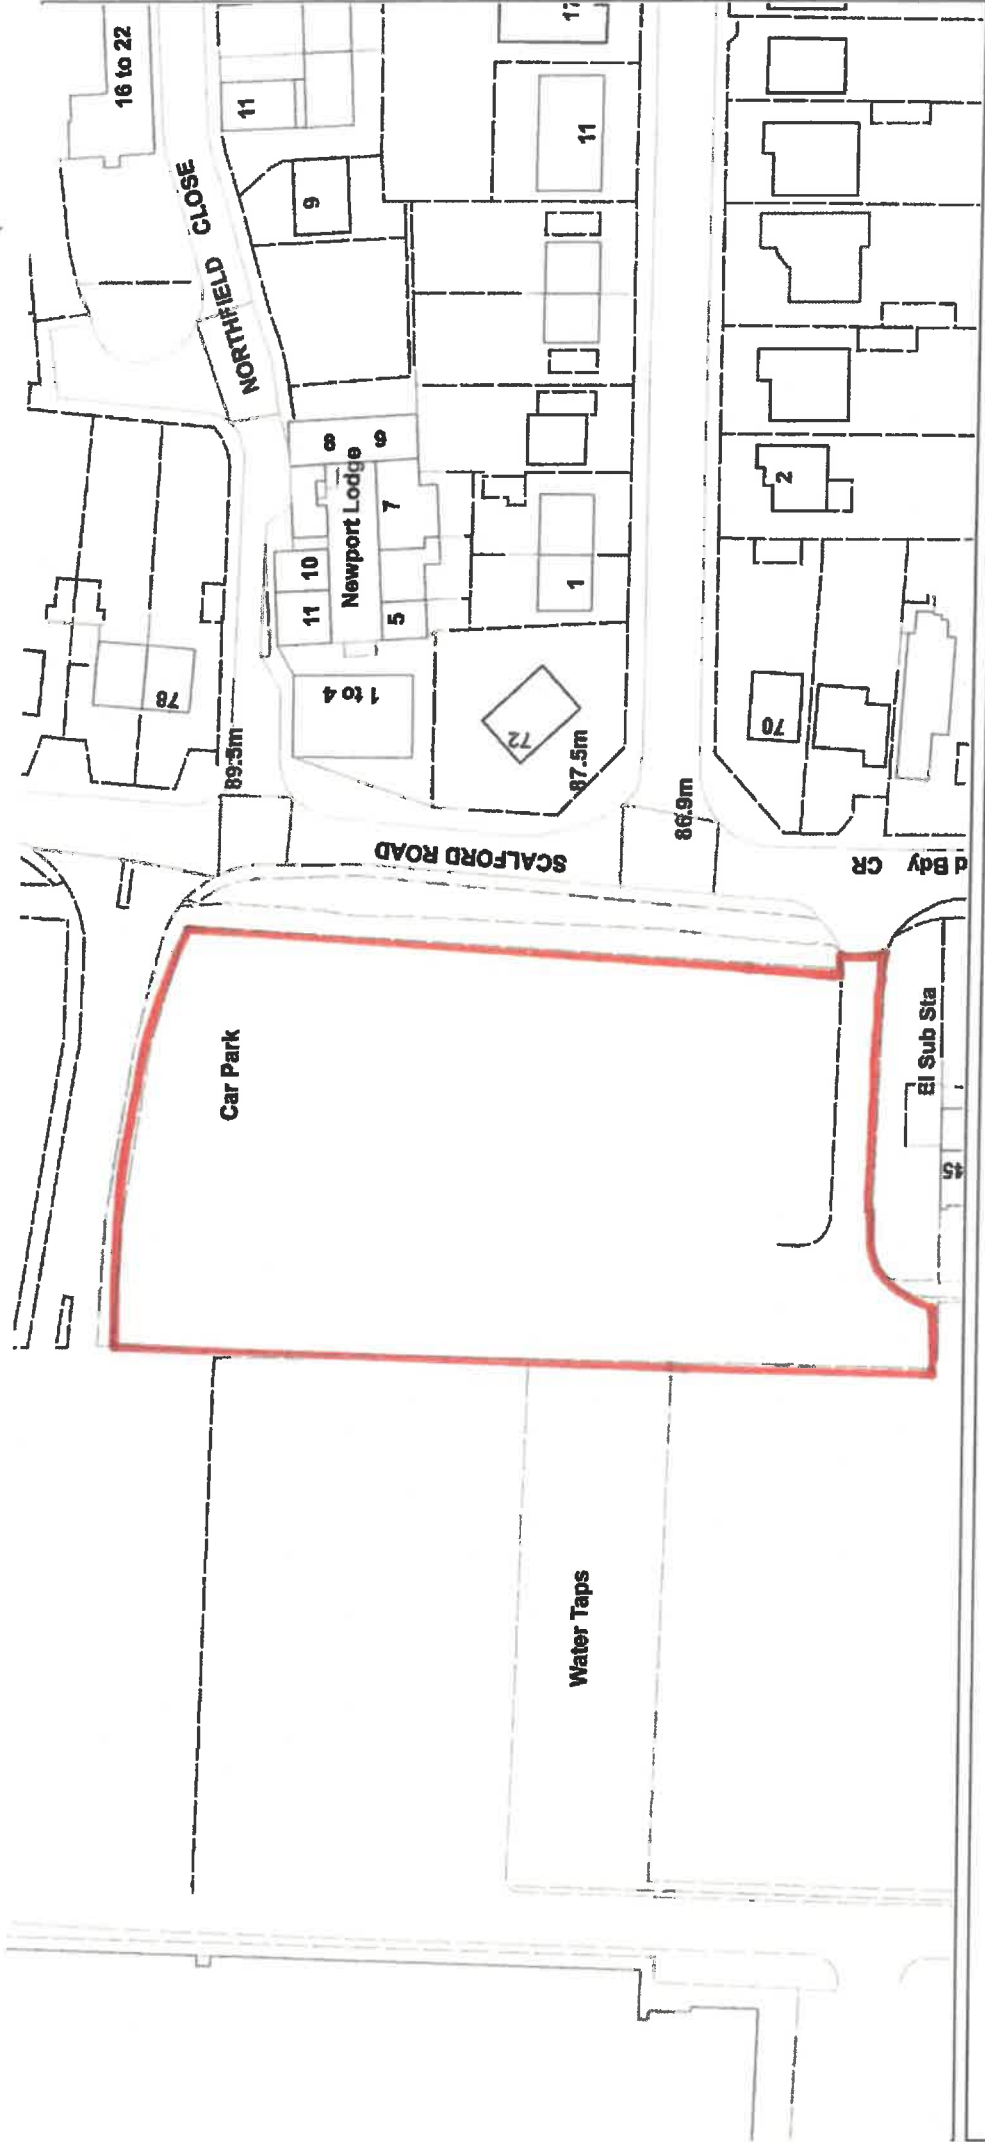 16 to 22
11
17
NORTHFIELD CLOSE
9
11
8
6
Newport Lodge
7
2
10
11
5
1
78
1 to 4
72
70
89.5m
87.5m
86.9m
SCALFORD ROAD
d Bdy
CR
Car Park
El Sub Sta
Water Taps